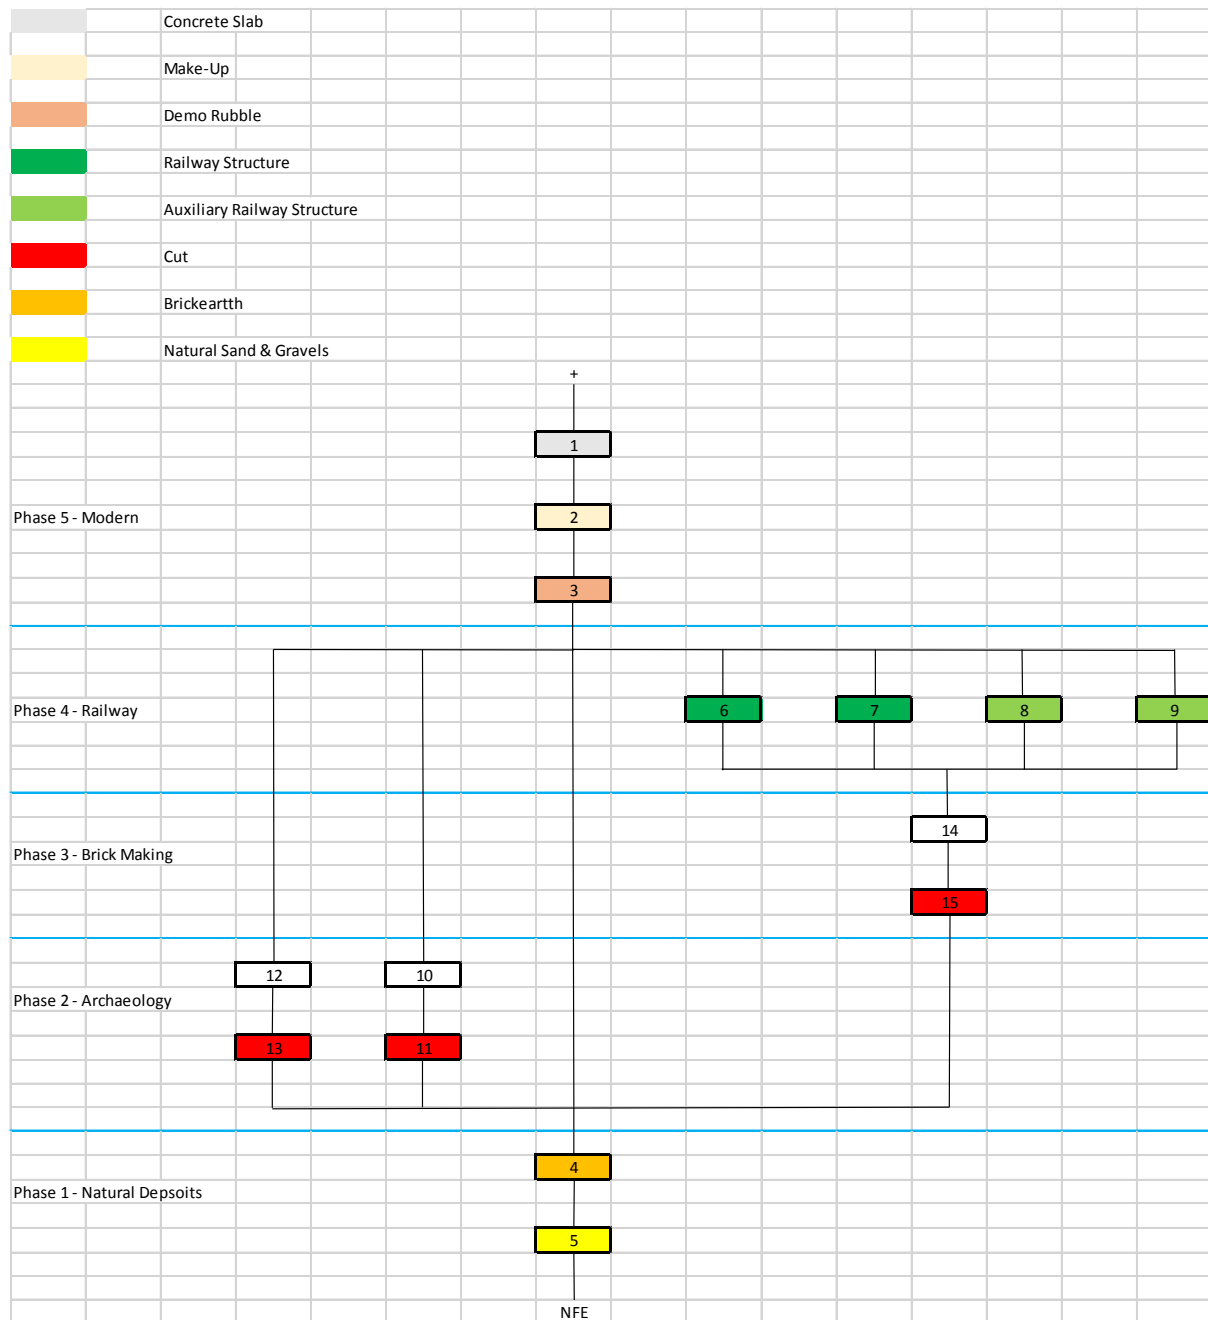 Concrete Slab
Make-Up
Demo Rubble
Railway Structure
Auxiliary Railway Structure
Cut
Brickeartth
Natural Sand & Gravels
+
1
Phase 5 - Modern
2
3
Phase 4 - Railway
6
7
8
9
14
Phase 3 - Brick Making
15
12
10
Phase 2 - Archaeology
13
11
4
Phase 1 - Natural Depsoits
5
NFE